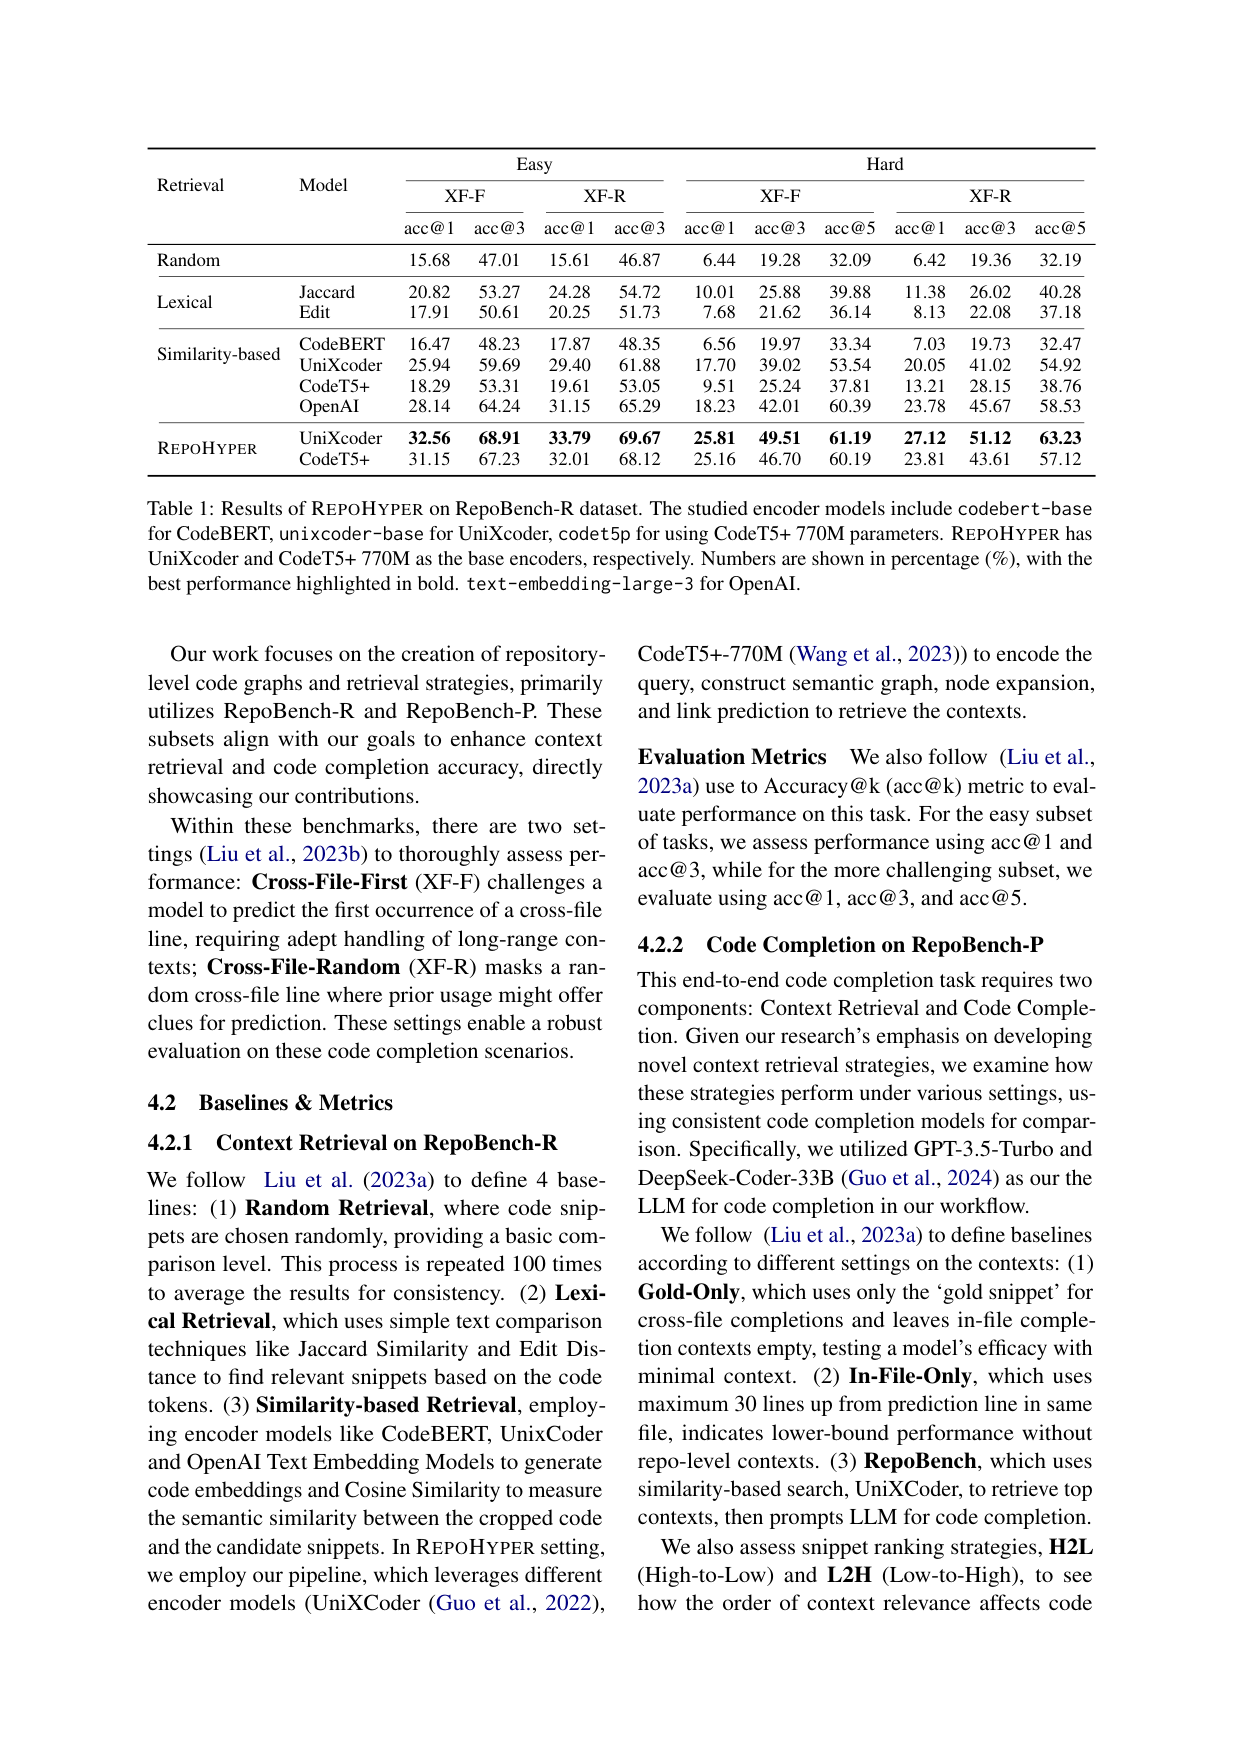 Easy Hard
Retrieval Model
XF-F XF-R XF-F XF-R
acc@1 acc@3 acc@1 acc@3 acc@1 acc@3 acc@5 acc@1 acc@3 acc@5
Random 15.68 47.01 15.61 46.87 6.44 19.28 32.09 6.42 19.36 32.19
Lexical
Jaccard 20.82 53.27 24.28 54.72 10.01 25.88 39.88 11.38 26.02 40.28
Edit 17.91 50.61 20.25 51.73 7.68 21.62 36.14 8.13 22.08 37.18
Similarity-based
CodeBERT 16.47 48.23 17.87 48.35 6.56 19.97 33.34 7.03 19.73 32.47
UniXcoder 25.94 59.69 29.40 61.88 17.70 39.02 53.54 20.05 41.02 54.92
CodeT5+ 18.29 53.31 19.61 53.05 9.51 25.24 37.81 13.21 28.15 38.76
OpenAI 28.14 64.24 31.15 65.29 18.23 42.01 60.39 23.78 45.67 58.53
REPOHYPER
UniXcoder 32.56 68.91 33.79 69.67 25.81 49.51 61.19 27.12 51.12 63.23
CodeT5+ 31.15 67.23 32.01 68.12 25.16 46.70 60.19 23.81 43.61 57.12
Table 1: Results of REPOHYPER on RepoBench-R dataset. The studied encoder models include codebert-base
for CodeBERT, unixcoder-base for UniXcoder, codet5p for using CodeT5+ 770M parameters. REPOHYPER has
UniXcoder and CodeT5+ 770M as the base encoders, respectively. Numbers are shown in percentage (%), with the
best performance highlighted in bold. text-embedding-large-3 for OpenAI.
Our work focuses on the creation of repository-
level code graphs and retrieval strategies, primarily
utilizes RepoBench-R and RepoBench-P. These
subsets align with our goals to enhance context
retrieval and code completion accuracy, directly
showcasing our contributions.
Within these benchmarks, there are two set-
tings (Liu et al., 2023b) to thoroughly assess per-
formance: Cross-File-First (XF-F) challenges a
model to predict the first occurrence of a cross-file
line, requiring adept handling of long-range con-
texts; Cross-File-Random (XF-R) masks a ran-
dom cross-file line where prior usage might offer
clues for prediction. These settings enable a robust
evaluation on these code completion scenarios.
4.2 Baselines & Metrics
4.2.1 Context Retrieval on RepoBench-R
We follow Liu et al. (2023a) to define 4 base-
lines: (1) Random Retrieval, where code snip-
pets are chosen randomly, providing a basic com-
parison level. This process is repeated 100 times
to average the results for consistency. (2) Lexi-
cal Retrieval, which uses simple text comparison
techniques like Jaccard Similarity and Edit Dis-
tance to find relevant snippets based on the code
tokens. (3) Similarity-based Retrieval, employ-
ing encoder models like CodeBERT, UnixCoder
and OpenAI Text Embedding Models to generate
code embeddings and Cosine Similarity to measure
the semantic similarity between the cropped code
and the candidate snippets. In REPOHYPER setting,
we employ our pipeline, which leverages different
encoder models (UniXCoder (Guo et al., 2022),
CodeT5+-770M (Wang et al., 2023)) to encode the
query, construct semantic graph, node expansion,
and link prediction to retrieve the contexts.
Evaluation Metrics We also follow (Liu et al.,
2023a) use to Accuracy@k (acc@k) metric to eval-
uate performance on this task. For the easy subset
of tasks, we assess performance using acc@1 and
acc@3, while for the more challenging subset, we
evaluate using acc@1, acc@3, and acc@5.
4.2.2 Code Completion on RepoBench-P
This end-to-end code completion task requires two
components: Context Retrieval and Code Comple-
tion. Given our research's emphasis on developing
novel context retrieval strategies, we examine how
these strategies perform under various settings, us-
ing consistent code completion models for compar-
ison. Specifically, we utilized GPT-3.5-Turbo and
DeepSeek-Coder-33B (Guo et al., 2024) as our the
LLM for code completion in our workflow.
We follow (Liu et al., 2023a) to define baselines
according to different settings on the contexts: (1)
Gold-Only, which uses only the ‘gold snippet’ for
cross-file completions and leaves in-file comple-
tion contexts empty, testing a model's efficacy with
minimal context. (2) In-File-Only, which uses
maximum 30 lines up from prediction line in same
file, indicates lower-bound performance without
repo-level contexts. (3) RepoBench, which uses
similarity-based search, UniXCoder, to retrieve top
contexts, then prompts LLM for code completion.
We also assess snippet ranking strategies, H2L
(High-to-Low) and L2H (Low-to-High), to see
how the order of context relevance affects code